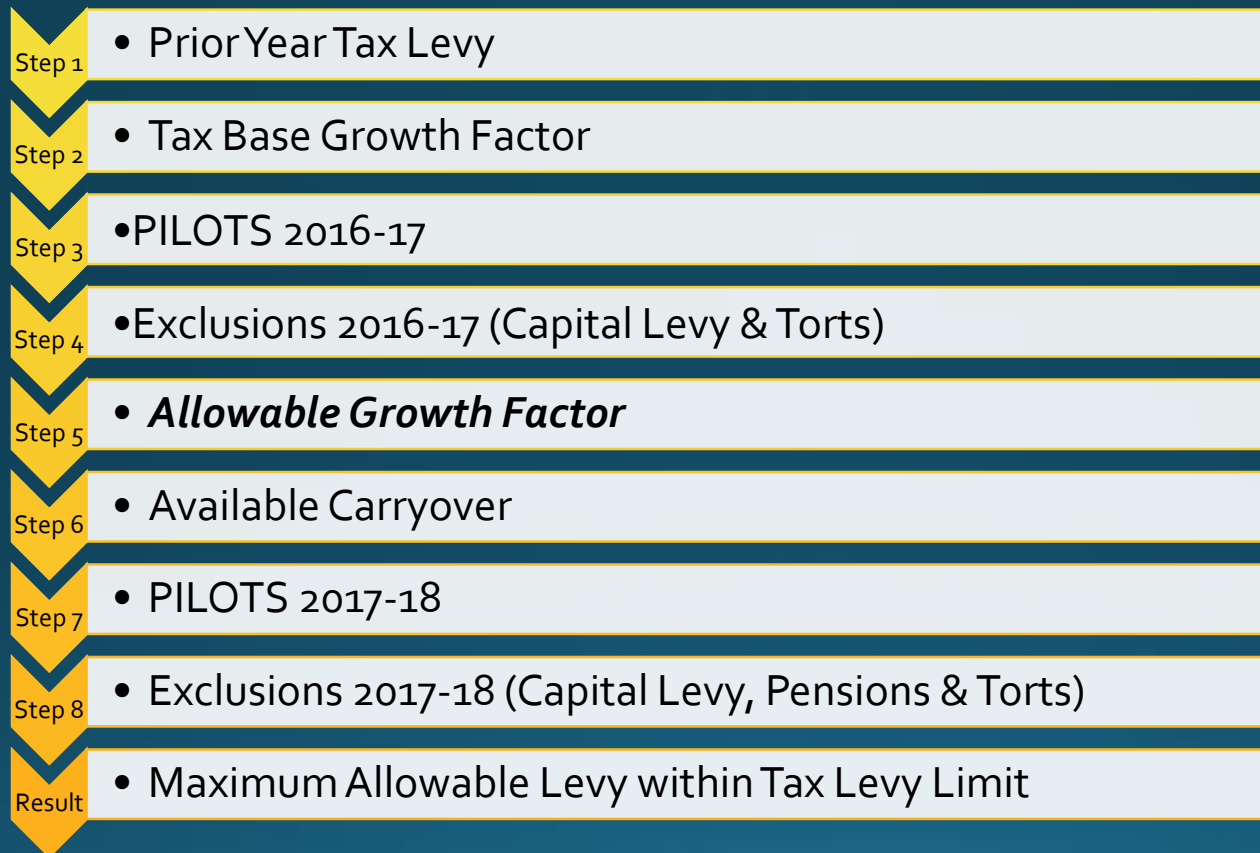 Step 1 • Prior Year Tax Levy
Step 2 • Tax Base Growth Factor
Step 3 •PILOTS 2016-17
Step 4 •Exclusions 2016-17 (Capital Levy & Torts)
Step 5 • Allowable Growth Factor
Step 6 • Available Carryover
Step 7 • PILOTS 2017-18
Step 8 • Exclusions 2017-18 (Capital Levy, Pensions & Torts)
Result • Maximum Allowable Levy within Tax Levy Limit